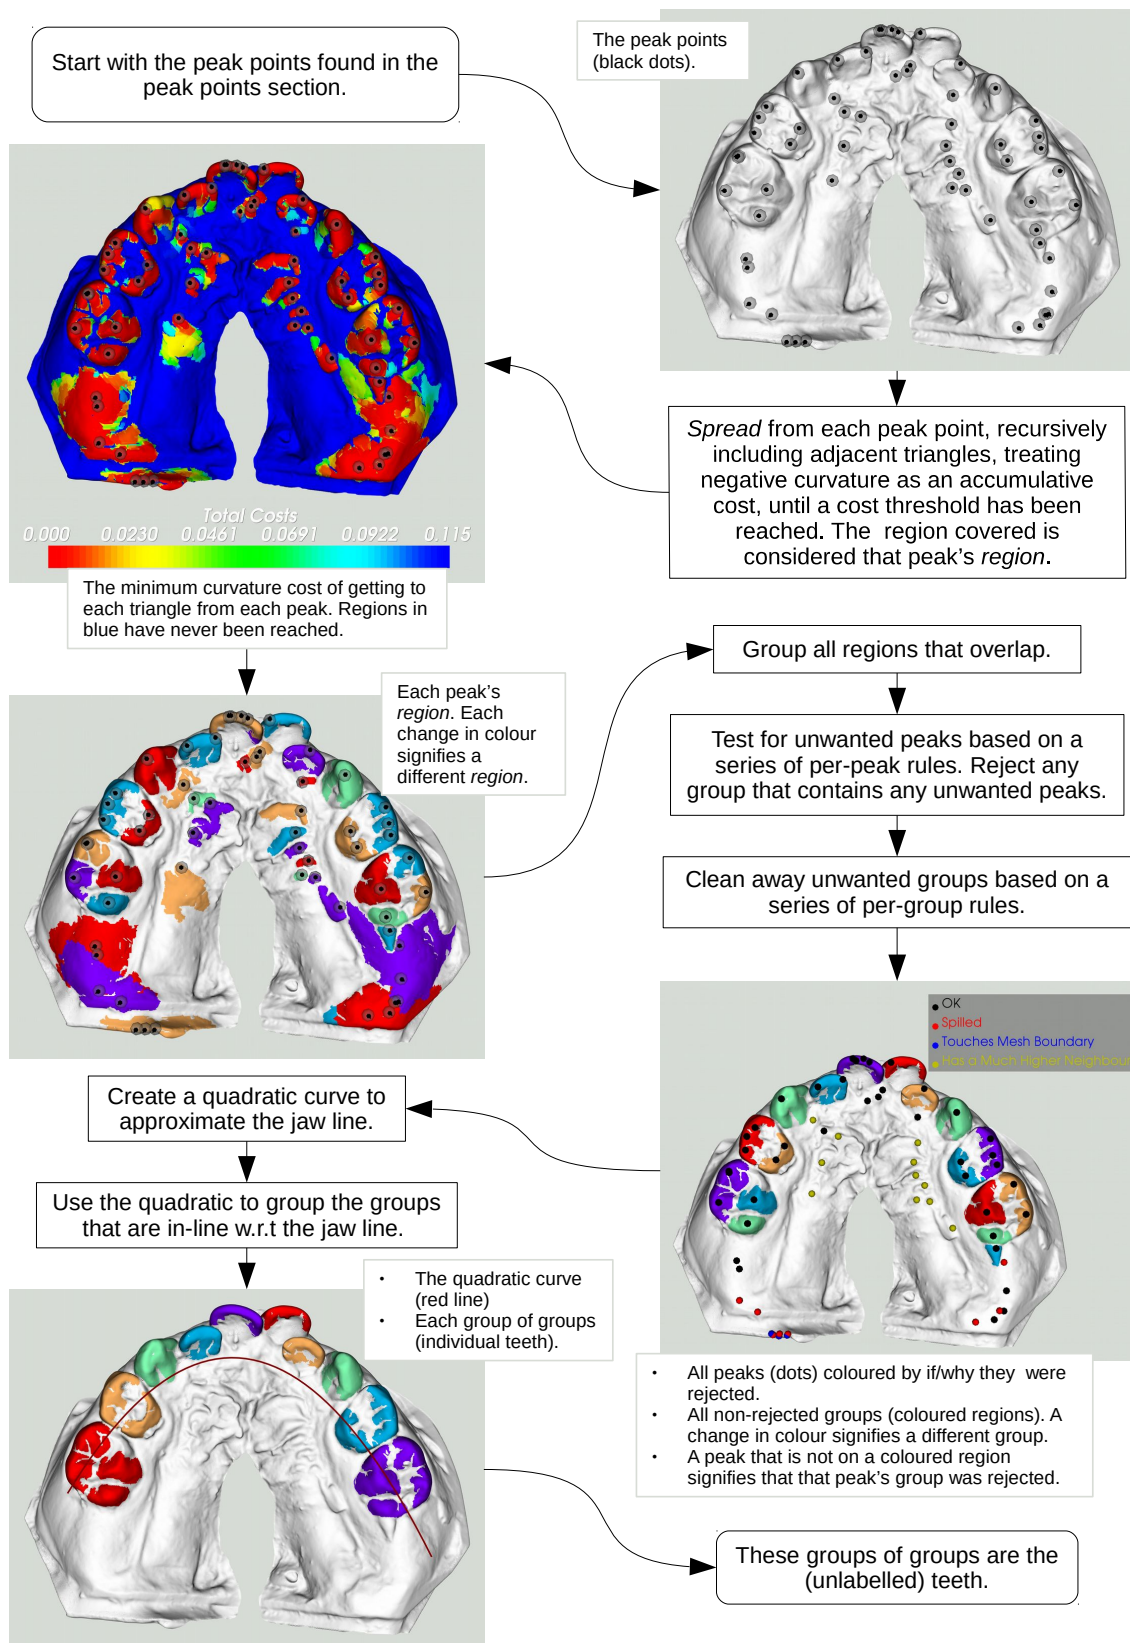 Start with the peak points found in the
peak points section.
The peak points
(black dots).
Spread from each peak point, recursively
including adjacent triangles, treating
negative curvature as an accumulative
cost, until a cost threshold has been
reached. The region covered is
considered that peak's region.
Total Costs
0.000 0.0230 0.0461 0.0691 0.0922 0.115
The minimum curvature cost of getting to
each triangle from each peak. Regions in
blue have never been reached.
Each peak's
region. Each
change in colour
signifies a
different region.
Group all regions that overlap.
Test for unwanted peaks based on a
series of per-peak rules. Reject any
group that contains any unwanted peaks.
Clean away unwanted groups based on a
series of per-group rules.
OK
Spilled
Touches Mesh Boundary
Has a Much Higher Neighbour
• All peaks (dots) coloured by if/why they were
rejected.
• All non-rejected groups (coloured regions). A
change in colour signifies a different group.
• A peak that is not on a coloured region
signifies that that peak's group was rejected.
Create a quadratic curve to
approximate the jaw line.
Use the quadratic to group the groups
that are in-line w.r.t the jaw line.
• The quadratic curve
(red line)
• Each group of groups
(individual teeth).
These groups of groups are the
(unlabelled) teeth.